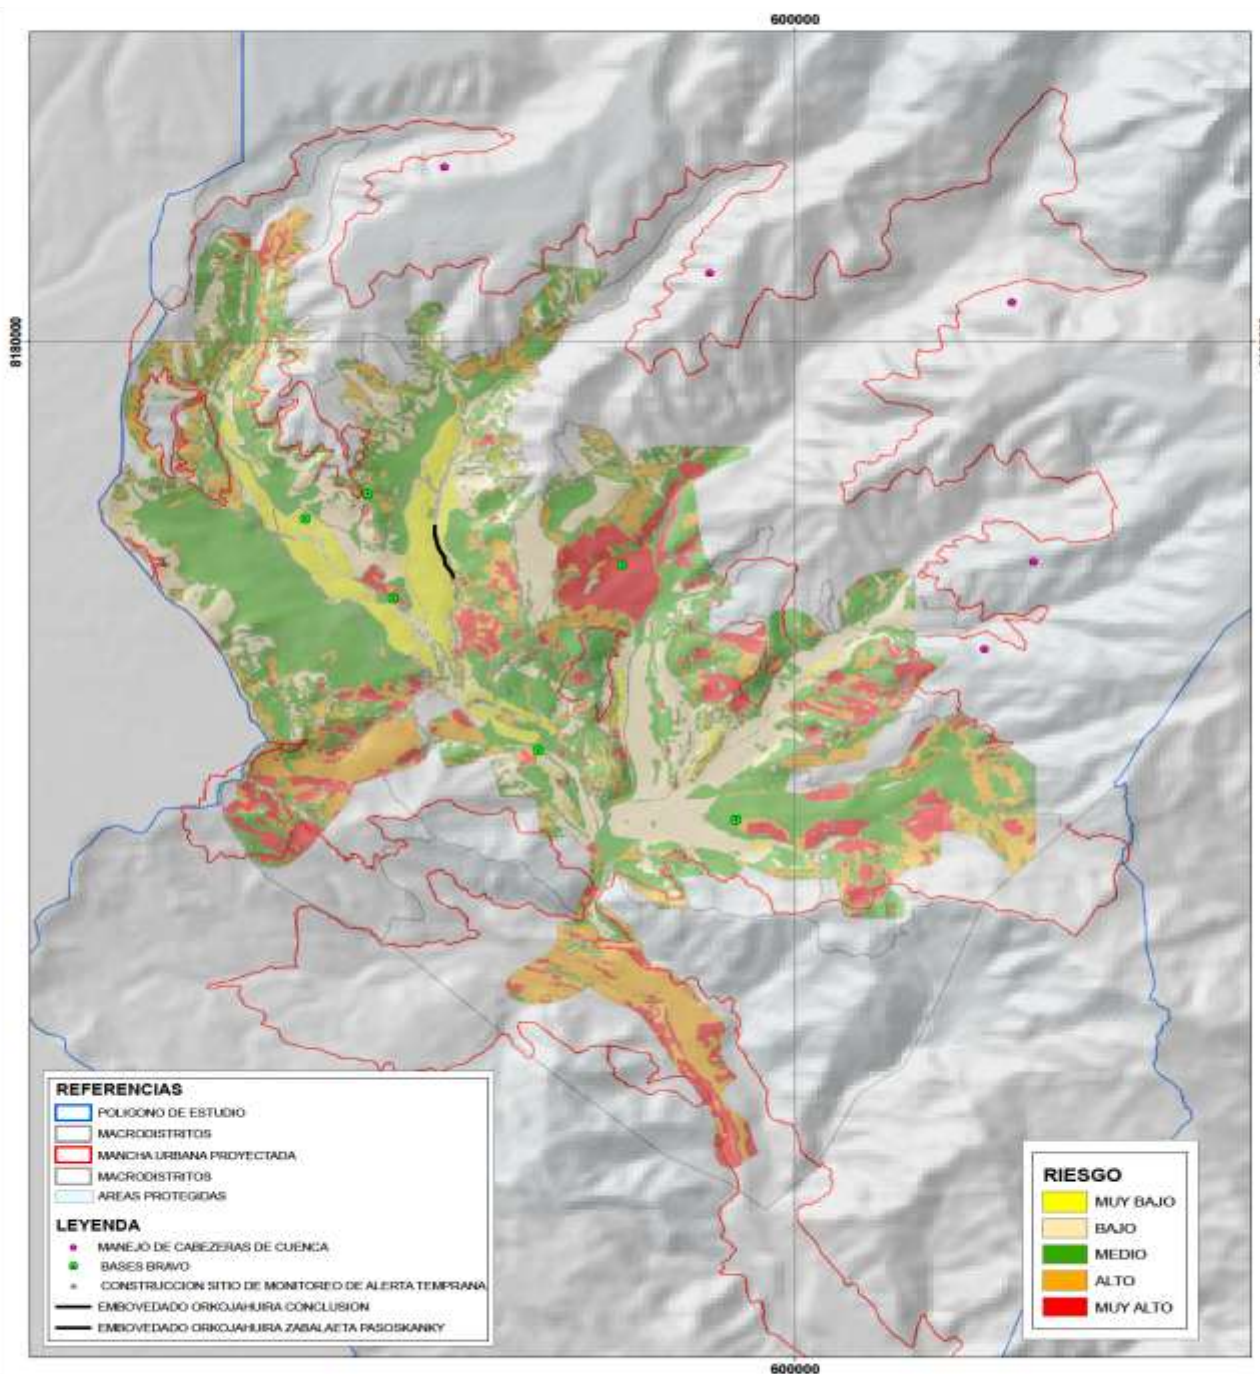 600000
8180000
REFERENCIAS
POLIGONO DE ESTUDIO
MACRODISTRITOS
MANCHA URBANA PROYECTADA
MACRODISTRITOS
AREAS PROTEGIDAS
LEYENDA
MANEJO DE CABEZERAS DE CUENCA
BASES BRAVO
CONSTRUCCION SITIO DE MONITOREO DE ALERTA TEMPRANA
EMBOVEDADO ORKOJAHUIRA CONCLUSION
EMBOVEDADO ORKOJAHUIRA ZABALAETA PASOSKANKY
RIESGO
MUY BAJO
BAJO
MEDIO
ALTO
MUY ALTO
600000